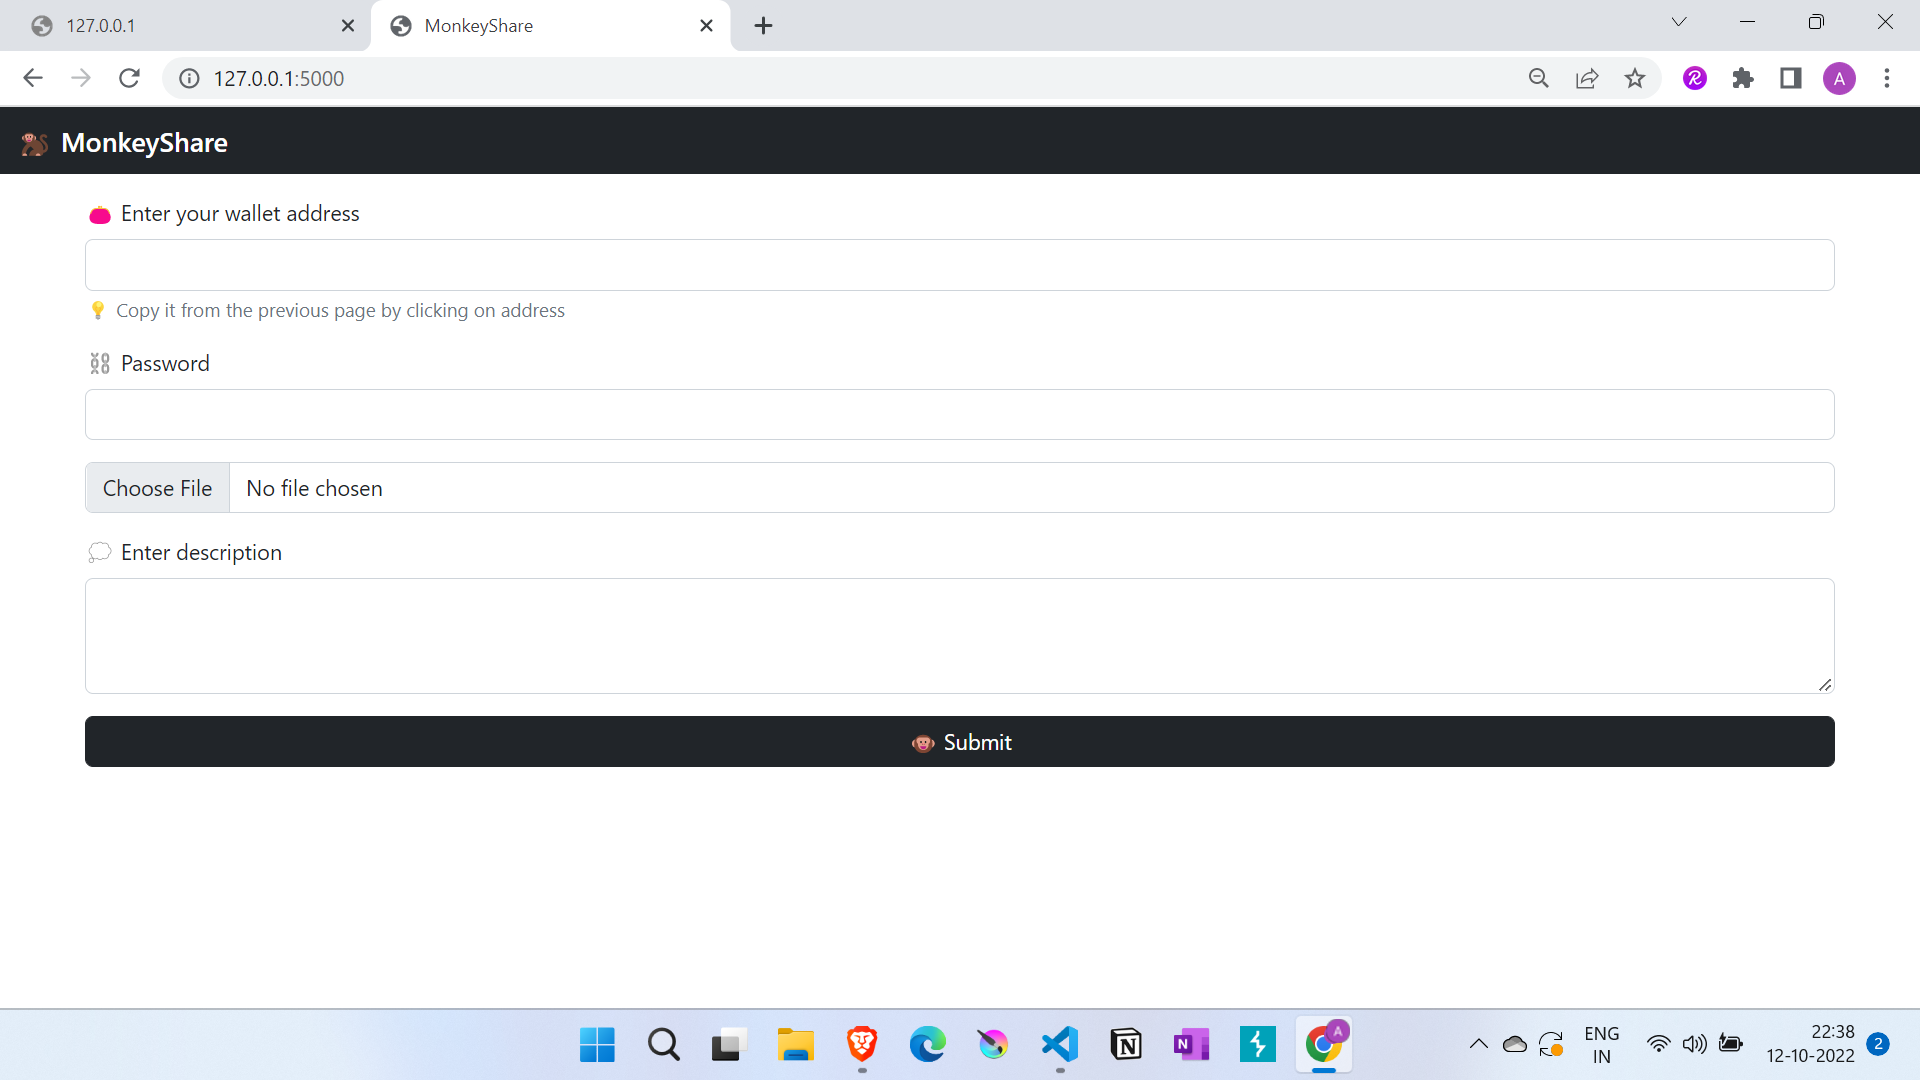 127.0.0.1
MonkeyShare
127.0.0.1:5000
A
MonkeyShare
Enter your wallet address
Copy it from the previous page by clicking on address
Password
Choose File
No file chosen
Enter description
Submit
N
N
A
ENG
IN
22:38
12-10-2022
2